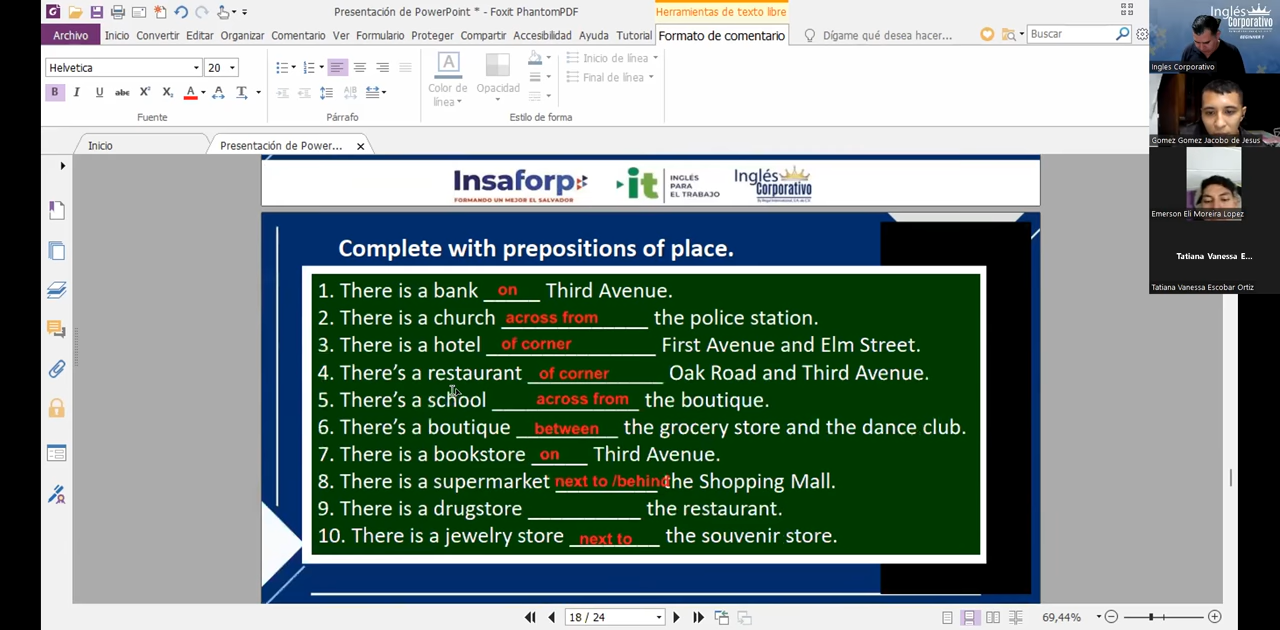 Presentación de PowerPoint * - Foxit PhantomPDF
Herramientas de texto libre
Archivo Inicio Convertir Editar Organizar Comentario Ver Formulario Proteger Compartir Accesibilidad Ayuda Tutorial Formato de comentario Dígame qué desea hacer... Buscar
Helvetica 20
Inicio de línea
Final de línea
Color de línea
Opacidad
Fuente Párrafo Estilo de forma
Inicio Presentación de Power...
Insaforp
FORMANDO UN MEJOR EL SALVADOR
it INGLÉS PARA EL TRABAJO
Inglés Corporativo
Complete with prepositions of place.
1. There is a bank on Third Avenue.
2. There is a church across from the police station.
3. There is a hotel of corner First Avenue and Elm Street.
4. There's a restaurant of corner Oak Road and Third Avenue.
5. There's a school across from the boutique.
6. There's a boutique between the grocery store and the dance club.
7. There is a bookstore on Third Avenue.
8. There is a supermarket next to /behind the Shopping Mall.
9. There is a drugstore ___________ the restaurant.
10. There is a jewelry store next to the souvenir store.
18 / 24
69,44%
Inglés Corporativo
Ingles Corporativo
Gomez Gomez Jacobo de Jesus
Emerson Eli Moreira Lopez
Tatiana Vanessa E...
Tatiana Vanessa Escobar Ortiz